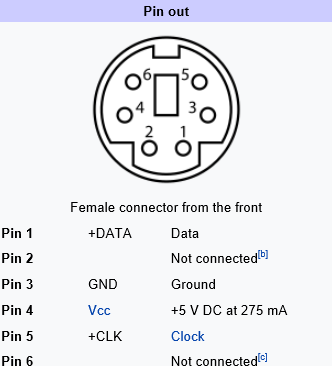 Pin out
6 5
4 3
2 1
Female connector from the front
Pin 1 +DATA Data
Pin 2 Not connected[b]
Pin 3 GND Ground
Pin 4 Vcc +5 V DC at 275 mA
Pin 5 +CLK Clock
Pin 6 Not connected[c]